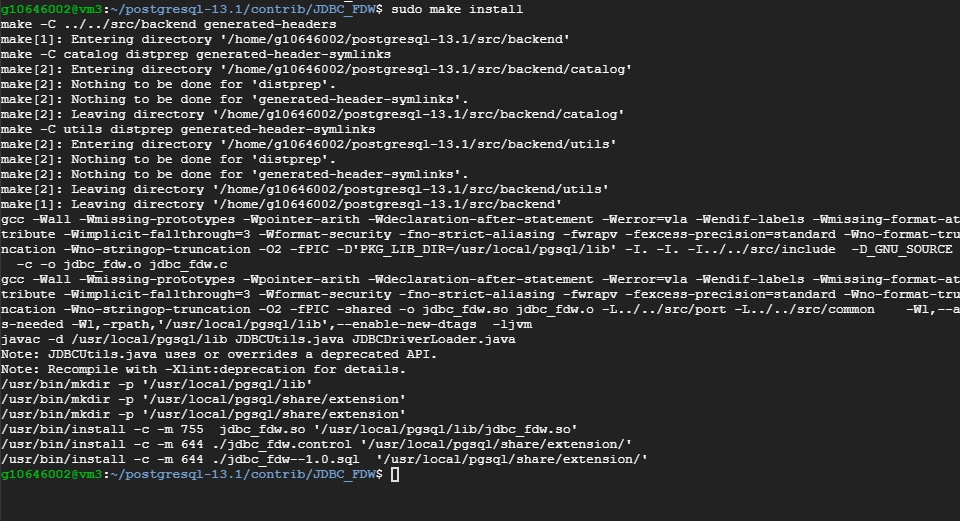 g10646002@vm3:~/postgresql-13.1/contrib/JDBC_FDW$ sudo make install
make -C ../../src/backend generated-headers
make[1]: Entering directory '/home/g10646002/postgresql-13.1/src/backend'
make -C catalog distprep generated-header-symlinks
make[2]: Entering directory '/home/g10646002/postgresql-13.1/src/backend/catalog'
make[2]: Nothing to be done for 'distprep'.
make[2]: Nothing to be done for 'generated-header-symlinks'.
make[2]: Leaving directory '/home/g10646002/postgresql-13.1/src/backend/catalog'
make -C utils distprep generated-header-symlinks
make[2]: Entering directory '/home/g10646002/postgresql-13.1/src/backend/utils'
make[2]: Nothing to be done for 'distprep'.
make[2]: Nothing to be done for 'generated-header-symlinks'.
make[2]: Leaving directory '/home/g10646002/postgresql-13.1/src/backend/utils'
make[1]: Leaving directory '/home/g10646002/postgresql-13.1/src/backend'
gcc -Wall -Wmissing-prototypes -Wpointer-arith -Wdeclaration-after-statement -Werror=vla -Wendif-labels -Wmissing-format-at
tribute -Wimplicit-fallthrough=3 -Wformat-security -fno-strict-aliasing -fwrapv -fexcess-precision=standard -Wno-format-tru
ncation -Wno-stringop-truncation -O2 -fPIC -D'PKG_LIB_DIR=/usr/local/pgsql/lib' -I. -I. -I../../src/include  -D_GNU_SOURCE
  -c -o jdbc_fdw.o jdbc_fdw.c
gcc -Wall -Wmissing-prototypes -Wpointer-arith -Wdeclaration-after-statement -Werror=vla -Wendif-labels -Wmissing-format-at
tribute -Wimplicit-fallthrough=3 -Wformat-security -fno-strict-aliasing -fwrapv -fexcess-precision=standard -Wno-format-tru
ncation -Wno-stringop-truncation -O2 -fPIC -shared -o jdbc_fdw.so jdbc_fdw.o -L../../src/port -L../../src/common    -Wl,--a
s-needed -Wl,-rpath,'/usr/local/pgsql/lib',--enable-new-dtags  -ljvm
javac -d /usr/local/pgsql/lib JDBCUtils.java JDBCDriverLoader.java
Note: JDBCUtils.java uses or overrides a deprecated API.
Note: Recompile with -Xlint:deprecation for details.
/usr/bin/mkdir -p '/usr/local/pgsql/lib'
/usr/bin/mkdir -p '/usr/local/pgsql/share/extension'
/usr/bin/mkdir -p '/usr/local/pgsql/share/extension'
/usr/bin/install -c -m 755  jdbc_fdw.so '/usr/local/pgsql/lib/jdbc_fdw.so'
/usr/bin/install -c -m 644 ./jdbc_fdw.control '/usr/local/pgsql/share/extension/'
/usr/bin/install -c -m 644 ./jdbc_fdw--1.0.sql  '/usr/local/pgsql/share/extension/'
g10646002@vm3:~/postgresql-13.1/contrib/JDBC_FDW$